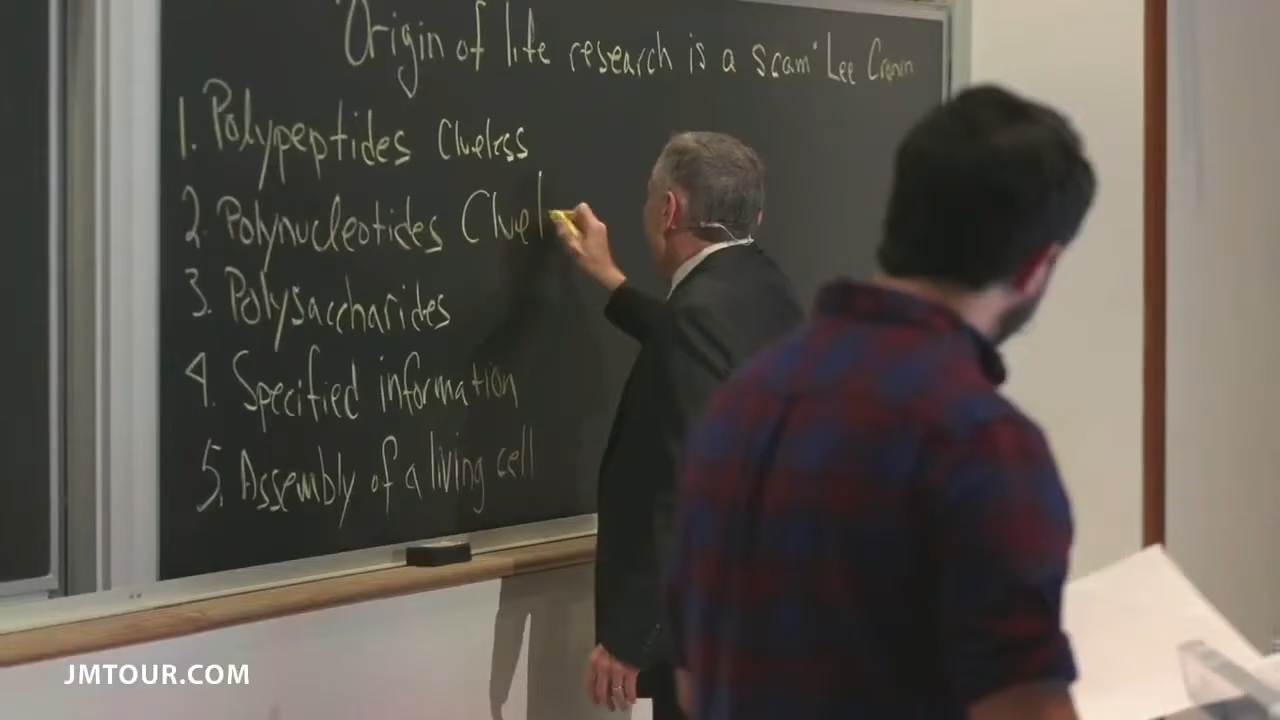 Origin of life research is a scam" Lee Cronin
1. Polypeptides Clueless
2. Polynucleotides Cluel
3. Polysaccharides
4. Specified information
5. Assembly of a living cell
JMTOUR.COM